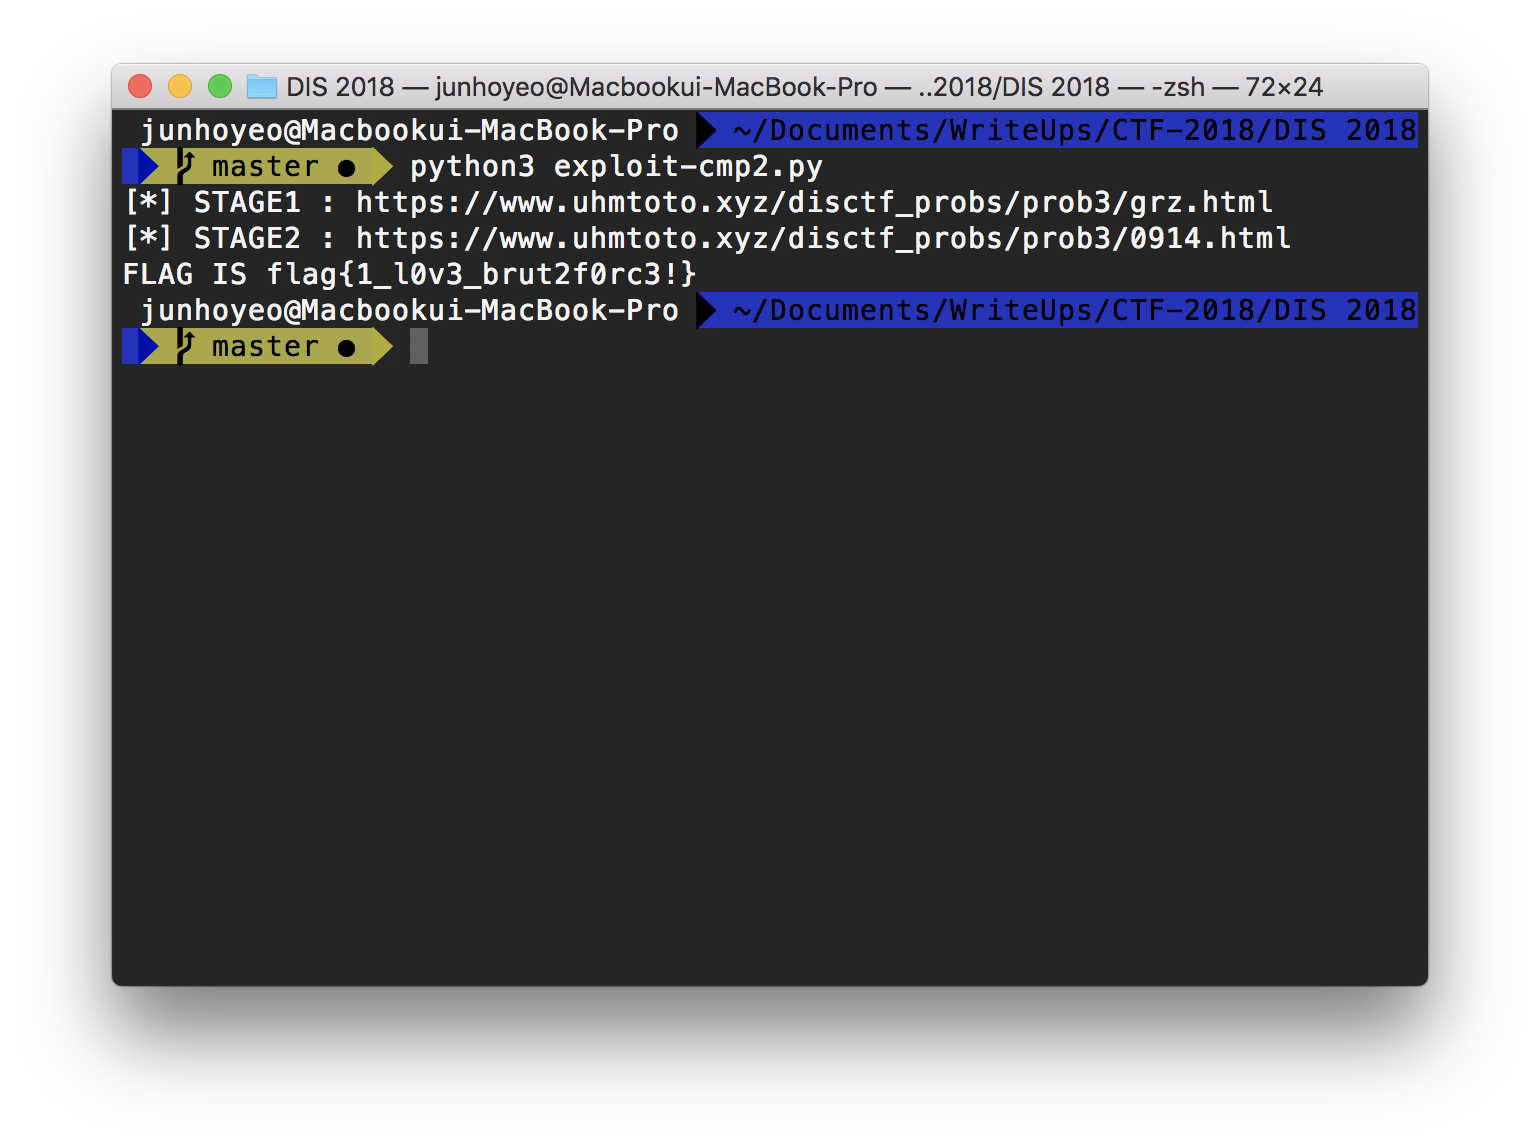 DIS 2018 — junhoyeo@Macbookui-MacBook-Pro — ..2018/DIS 2018 — -zsh — 72×24
junhoyeo@Macbookui-MacBook-Pro ~/Documents/WriteUps/CTF-2018/DIS 2018
master ● python3 exploit-cmp2.py
[*] STAGE1 : https://www.uhmtoto.xyz/disctf_probs/prob3/grz.html
[*] STAGE2 : https://www.uhmtoto.xyz/disctf_probs/prob3/0914.html
FLAG IS flag{1_l0v3_brut2f0rc3!}
junhoyeo@Macbookui-MacBook-Pro ~/Documents/WriteUps/CTF-2018/DIS 2018
master ●